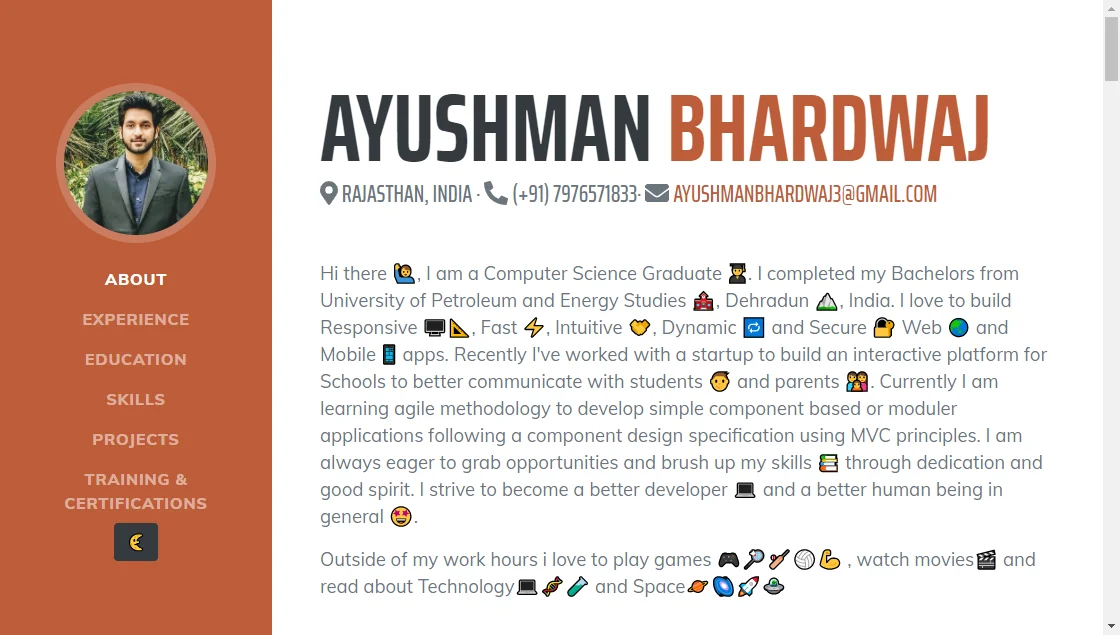 AYUSHMAN BHARDWAJ
RAJASTHAN, INDIA · (+91) 7976571833· AYUSHMANBHARDWAJ3@GMAIL.COM
ABOUT
EXPERIENCE
EDUCATION
SKILLS
PROJECTS
TRAINING &
CERTIFICATIONS
Hi there 🙋‍♂️, I am a Computer Science Graduate 👨‍🎓. I completed my Bachelors from
University of Petroleum and Energy Studies 🏫, Dehradun ⛰️, India. I love to build
Responsive 🖥️📐, Fast ⚡, Intuitive 🤝, Dynamic 🔁 and Secure 🔐 Web 🌏 and
Mobile 📱 apps. Recently I've worked with a startup to build an interactive platform for
Schools to better communicate with students 👦 and parents 👨‍👩‍👧. Currently I am
learning agile methodology to develop simple component based or moduler
applications following a component design specification using MVC principles. I am
always eager to grab opportunities and brush up my skills 📚 through dedication and
good spirit. I strive to become a better developer 💻 and a better human being in
general 🤩.
Outside of my work hours i love to play games 🎮🏸🏏🏐💪 , watch movies🎬 and
read about Technology💻🧬🧪 and Space🪐🌌🚀🛸